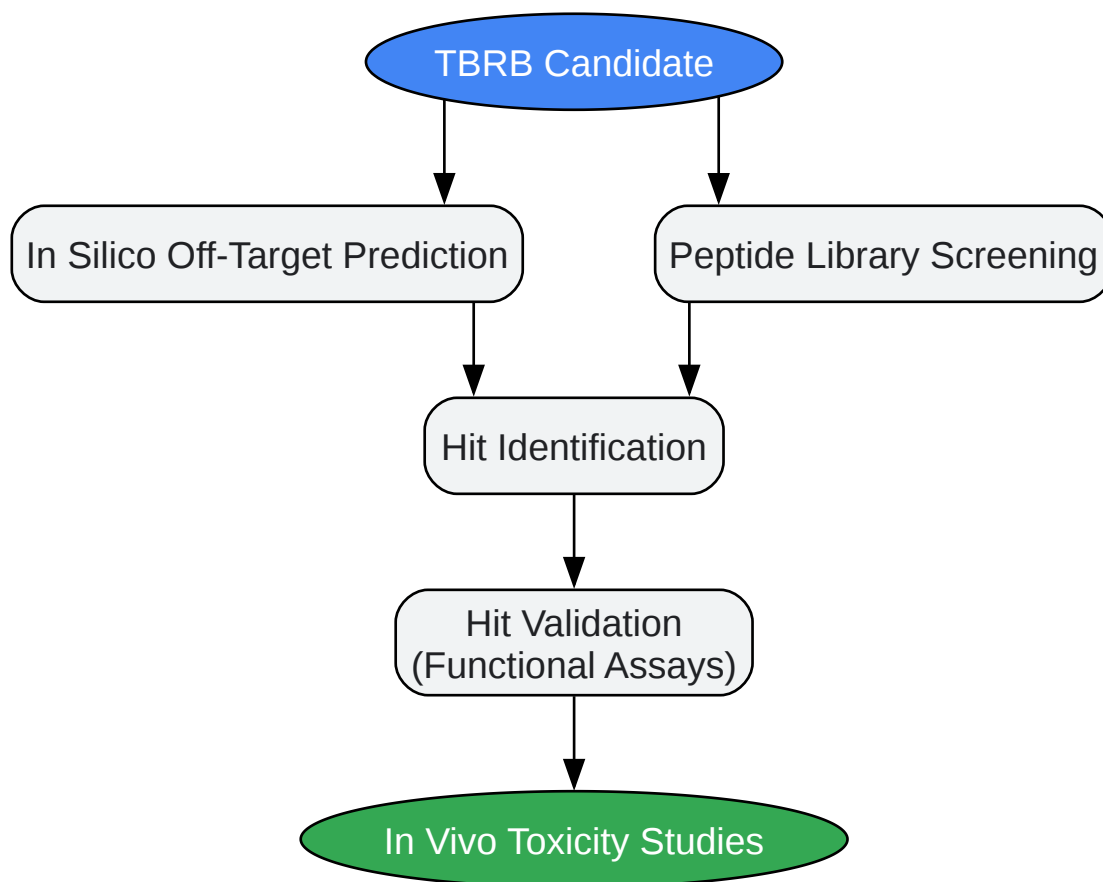 TBRB Candidate
In Silico Off-Target Prediction
Peptide Library Screening
Hit Identification
Hit Validation
(Functional Assays)
In Vivo Toxicity Studies